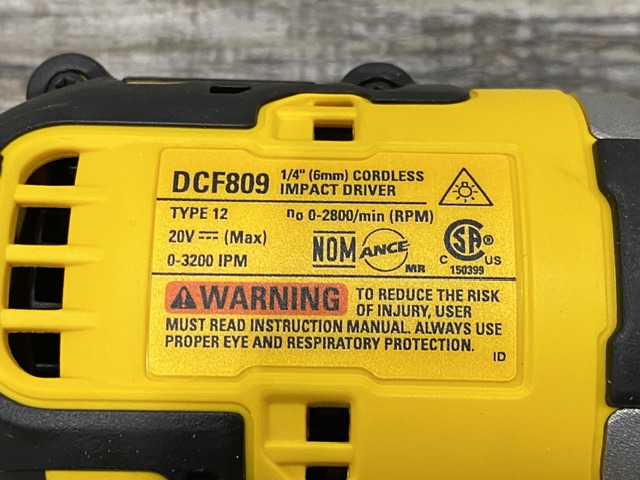 DCF809 1/4" (6mm) CORDLESS
IMPACT DRIVER
TYPE 12 no 0-2800/min (RPM)
20V ⎓ (Max)
0-3200 IPM
NOM ANCE MR
C SA ® US
150399
WARNING TO REDUCE THE RISK
OF INJURY, USER
MUST READ INSTRUCTION MANUAL. ALWAYS USE
PROPER EYE AND RESPIRATORY PROTECTION.
ID